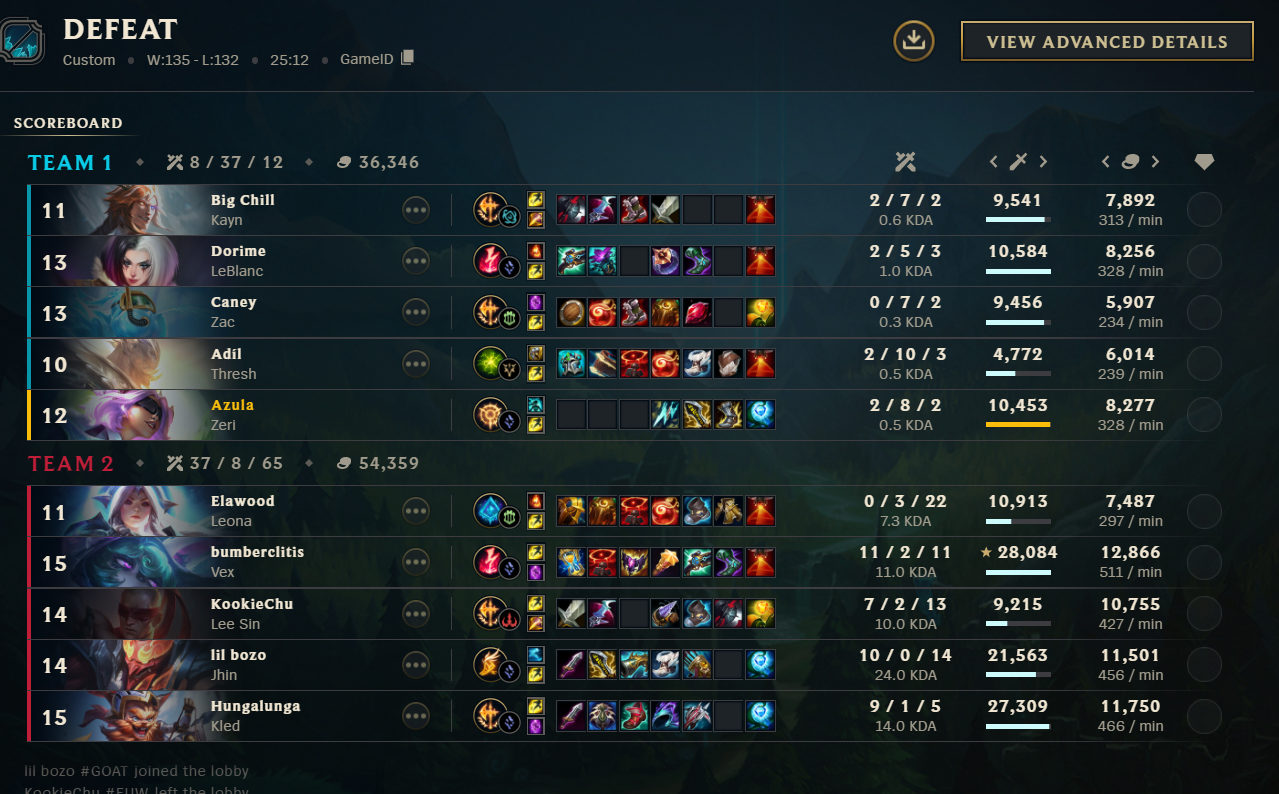 DEFEAT
Custom • W:135 - L:132 • 25:12 • GameID
VIEW ADVANCED DETAILS
SCOREBOARD
TEAM 1 8 / 37 / 12 36,346
11 Big Chill 2 / 7 / 2 9,541 7,892
Kayn 0.6 KDA 313 / min
13 Dorime 2 / 5 / 3 10,584 8,256
LeBlanc 1.0 KDA 328 / min
13 Caney 0 / 7 / 2 9,456 5,907
Zac 0.3 KDA 234 / min
10 Adíl 2 / 10 / 3 4,772 6,014
Thresh 0.5 KDA 239 / min
12 Azula 2 / 8 / 2 10,453 8,277
Zeri 0.5 KDA 328 / min
TEAM 2 37 / 8 / 65 54,359
11 Elawood 0 / 3 / 22 10,913 7,487
Leona 7.3 KDA 297 / min
15 bumberclitis 11 / 2 / 11 28,084 12,866
Vex 11.0 KDA 511 / min
14 KookieChu 7 / 2 / 13 9,215 10,755
Lee Sin 10.0 KDA 427 / min
14 lil bozo 10 / 0 / 14 21,563 11,501
Jhin 24.0 KDA 456 / min
15 Hungalunga 9 / 1 / 5 27,309 11,750
Kled 14.0 KDA 466 / min
lil bozo #GOAT joined the lobby
KookieChu #EUW left the lobby